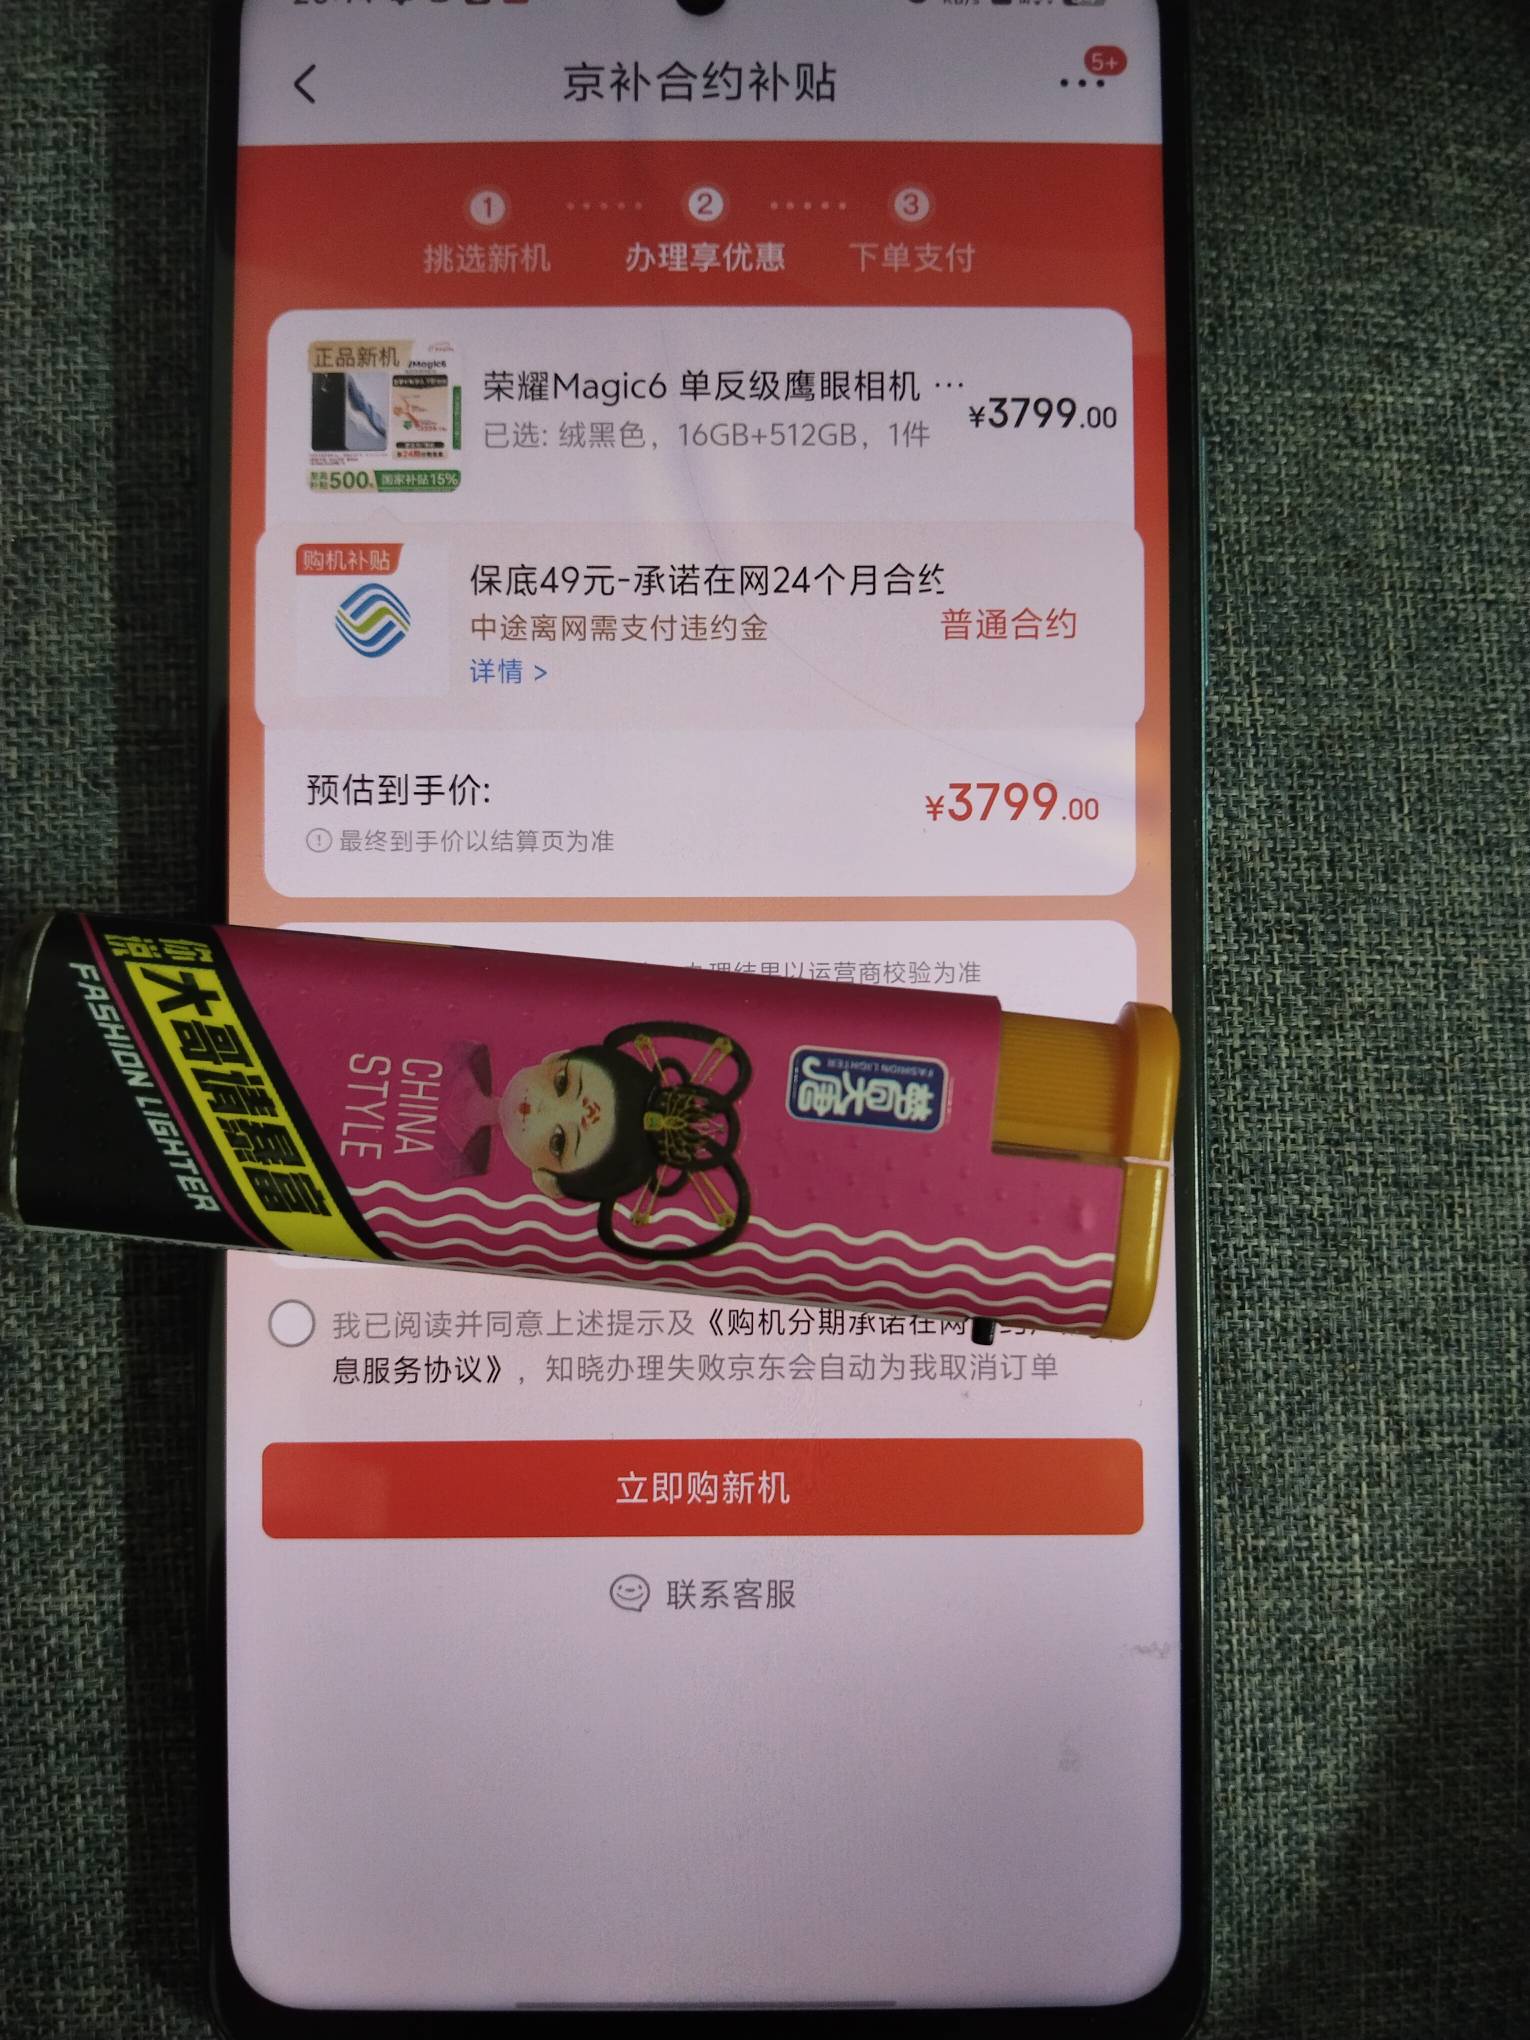 京补合约补贴
5+
1
2
3
挑选新机
办理享优惠
下单支付
正品新机
荣耀Magic6 单反级鹰眼相机 …
¥3799.00
已选: 绒黑色，16GB+512GB，1件
500
国家补贴15%
购机补贴
保底49元-承诺在网24个月合约
中途离网需支付违约金
普通合约
详情 >
预估到手价:
¥3799.00
最终到手价以结算页为准
办理结果以运营商校验为准
大哥请暴富
FASHION LIGHTER
CHINA
STYLE
FASHION LIGHTER
我已阅读并同意上述提示及《购机分期承诺在网
息服务协议》，知晓办理失败京东会自动为我取消订单
立即购新机
联系客服